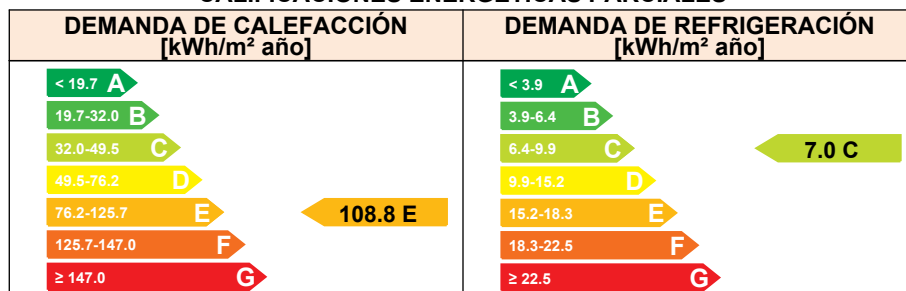 CALIFICACIONES ENERGÉTICAS PARCIALES
DEMANDA DE CALEFACCIÓN
[kWh/m² año]
< 19.7 A
19.7-32.0 B
32.0-49.5 C
49.5-76.2 D
76.2-125.7 E
125.7-147.0 F
≥ 147.0 G
108.8 E
DEMANDA DE REFRIGERACIÓN
[kWh/m² año]
< 3.9 A
3.9-6.4 B
6.4-9.9 C
9.9-15.2 D
15.2-18.3 E
18.3-22.5 F
≥ 22.5 G
7.0 C